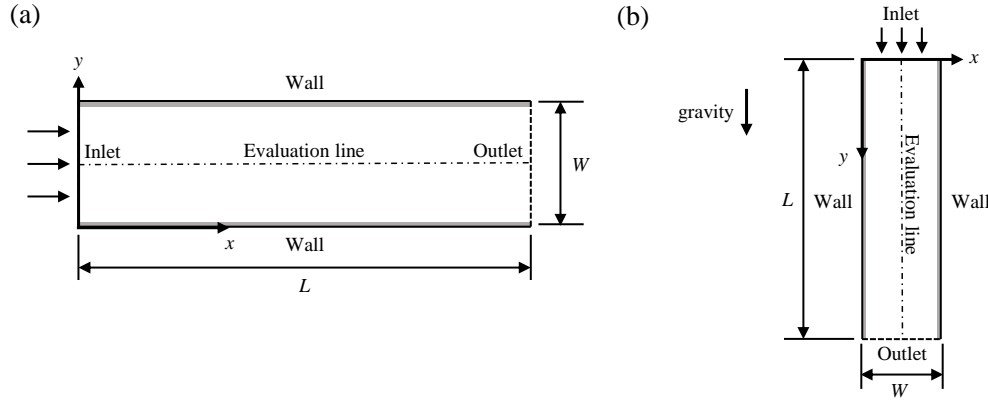 (a)
y
Wall
Inlet
Evaluation line
Outlet
W
x
Wall
L
(b)
Inlet
x
gravity
y
L
Wall
Evaluation line
Wall
Outlet
W